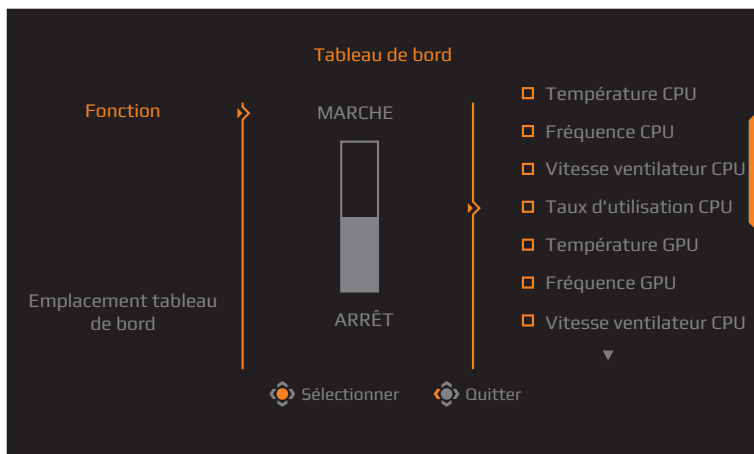 Tableau de bord
Fonction
Emplacement tableau
de bord
MARCHE
ARRÊT
Température CPU
Fréquence CPU
Vitesse ventilateur CPU
Taux d'utilisation CPU
Température GPU
Fréquence GPU
Vitesse ventilateur CPU
Sélectionner
Quitter